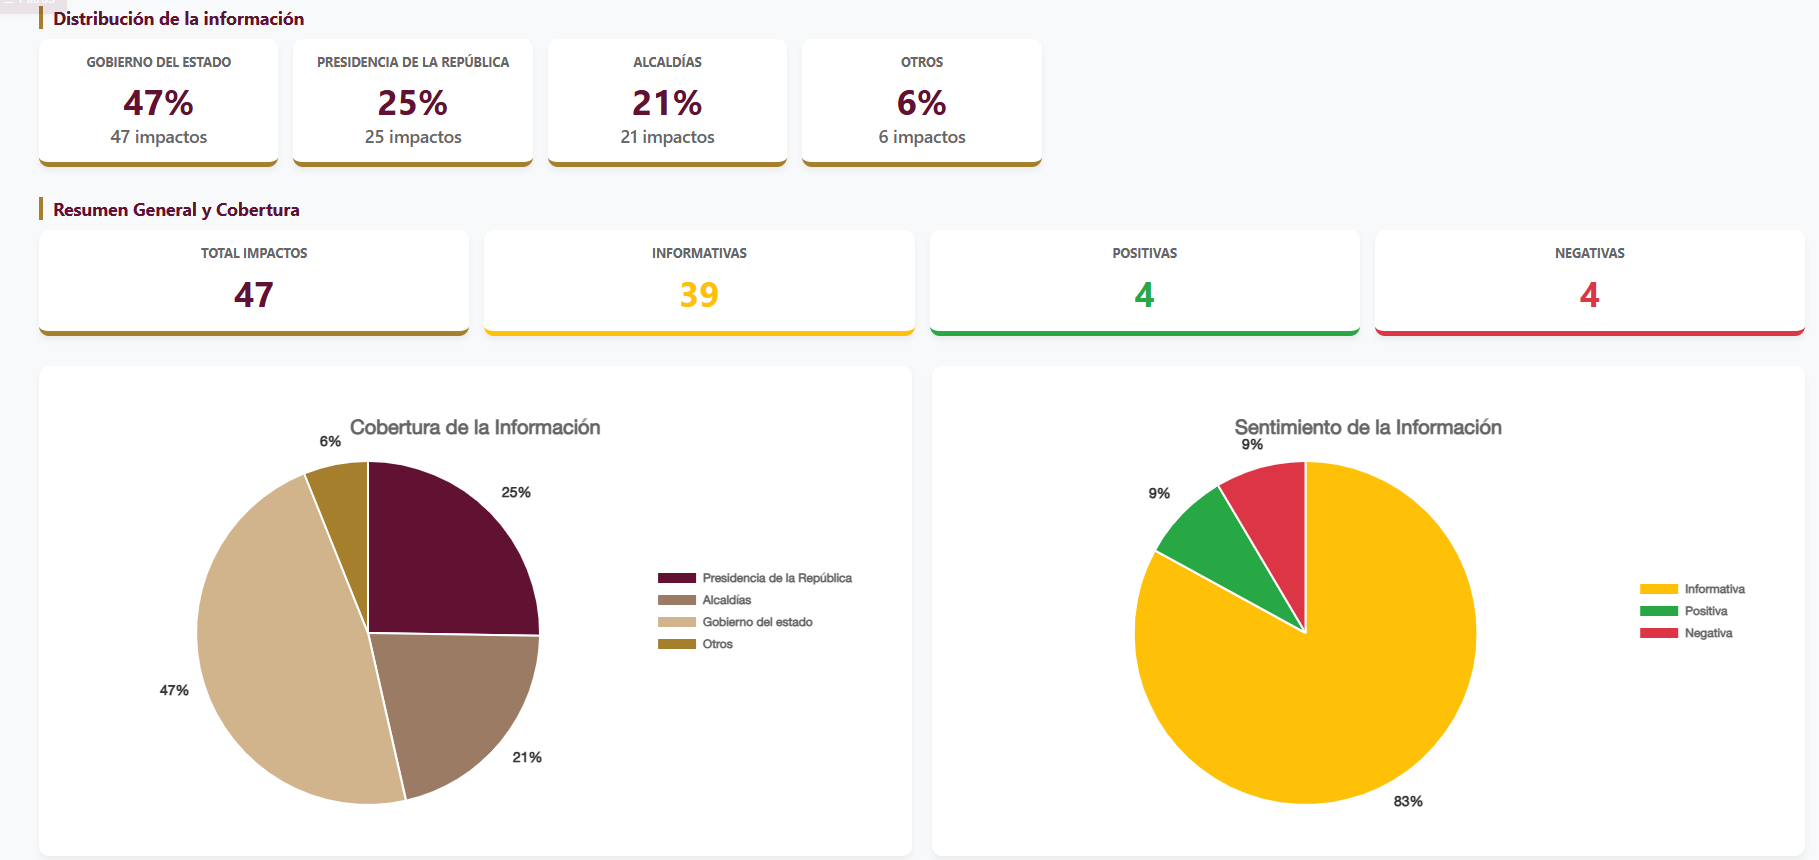 Distribución de la información
GOBIERNO DEL ESTADO
47%
47 impactos
PRESIDENCIA DE LA REPÚBLICA
25%
25 impactos
ALCALDÍAS
21%
21 impactos
OTROS
6%
6 impactos
Resumen General y Cobertura
TOTAL IMPACTOS
47
INFORMATIVAS
39
POSITIVAS
4
NEGATIVAS
4
Cobertura de la Información
6%
25%
47%
21%
Presidencia de la República
Alcaldías
Gobierno del estado
Otros
Sentimiento de la Información
9%
9%
83%
Informativa
Positiva
Negativa